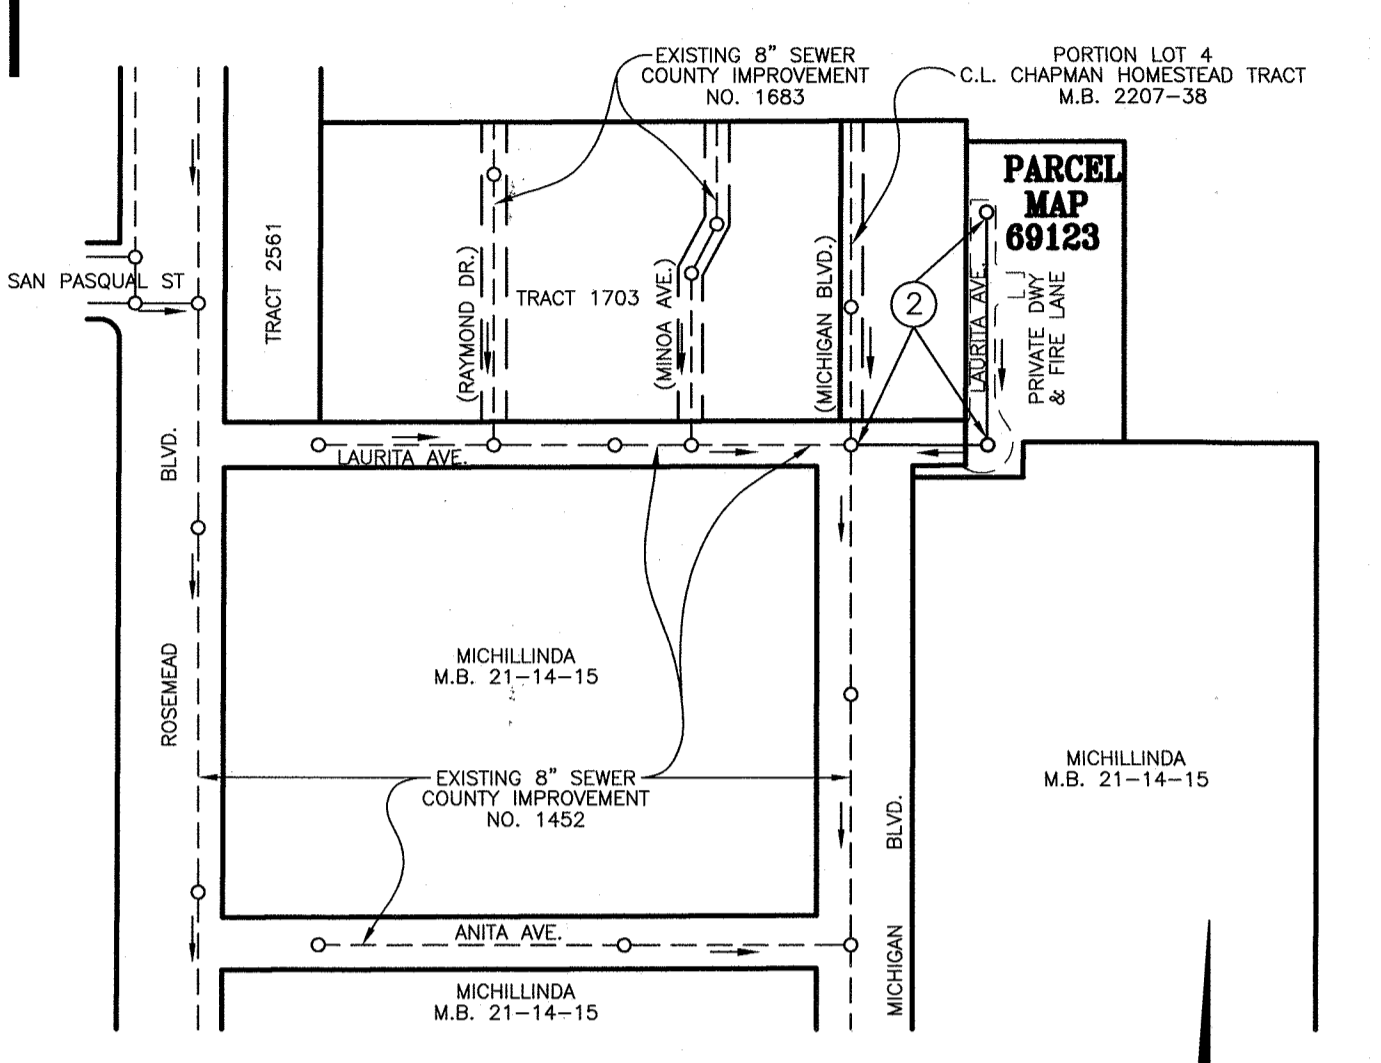 EXISTING 8" SEWER
COUNTY IMPROVEMENT
NO. 1683
PORTION LOT 4
C.L. CHAPMAN HOMESTEAD TRACT
M.B. 2207-38
PARCEL
MAP
69123
SAN PASQUAL ST
TRACT 2561
(RAYMOND DR.)
TRACT 1703
(MINOA AVE.)
(MICHIGAN BLVD.)
2
LAURITA AVE.
PRIVATE DWY
& FIRE LANE
LAURITA AVE.
ROSEMEAD BLVD.
MICHILLINDA
M.B. 21-14-15
EXISTING 8" SEWER
COUNTY IMPROVEMENT
NO. 1452
MICHILLINDA
M.B. 21-14-15
MICHIGAN BLVD.
ANITA AVE.
MICHILLINDA
M.B. 21-14-15